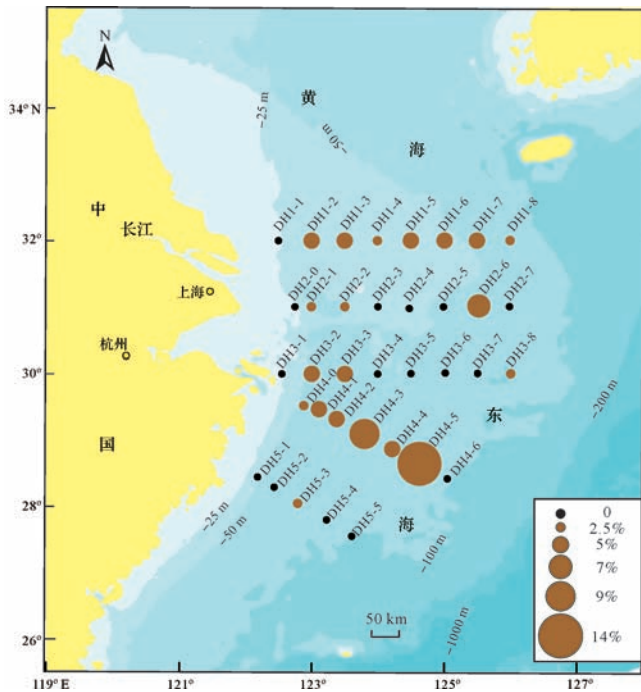 N
34°N
32°
30°
28°
26°
119°E
121°
123°
125°
127°
黄
海
−25 m
−50 m
中
国
长江
上海
杭州
DH1-1
DH1-2
DH1-3
DH1-4
DH1-5
DH1-6
DH1-7
DH1-8
DH2-0
DH2-1
DH2-2
DH2-3
DH2-4
DH2-5
DH2-6
DH2-7
DH3-1
DH3-2
DH3-3
DH3-4
DH3-5
DH3-6
DH3-7
DH3-8
DH4-0
DH4-1
DH4-2
DH4-3
DH4-4
DH4-5
DH4-6
DH5-1
DH5-2
DH5-3
DH5-4
DH5-5
东
海
−25 m
−50 m
−100 m
−200 m
−1000 m
50 km
0
2.5%
5%
7%
9%
14%